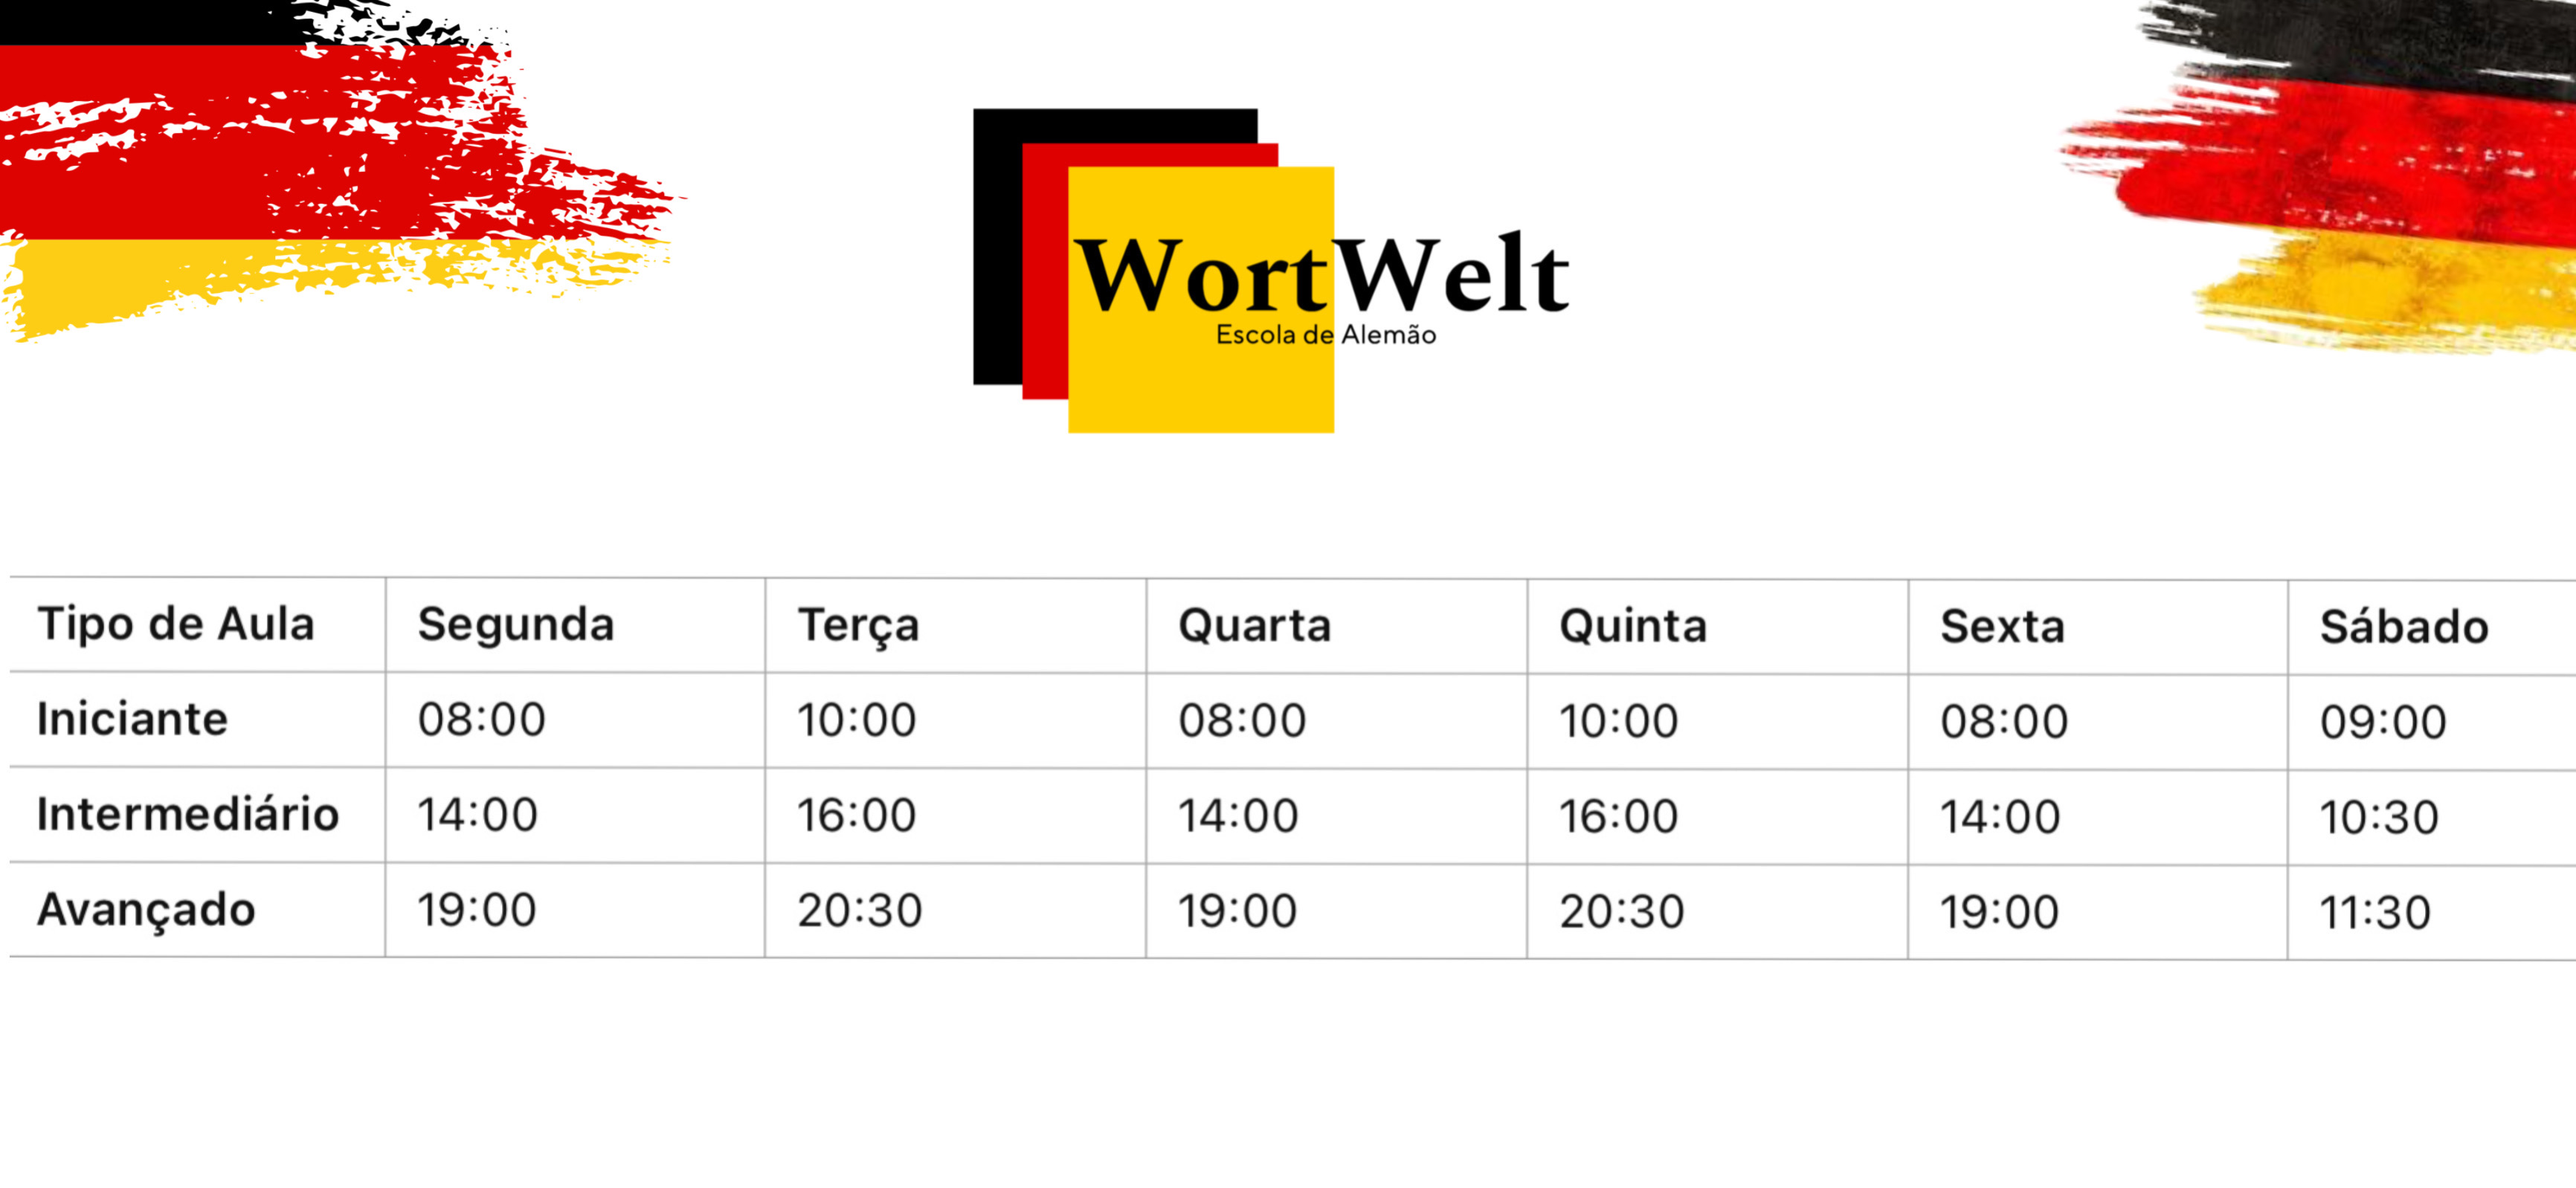 WortWelt
Escola de Alemão
Tipo de Aula Segunda Terça Quarta Quinta Sexta Sábado
Iniciante 08:00 10:00 08:00 10:00 08:00 09:00
Intermediário 14:00 16:00 14:00 16:00 14:00 10:30
Avançado 19:00 20:30 19:00 20:30 19:00 11:30